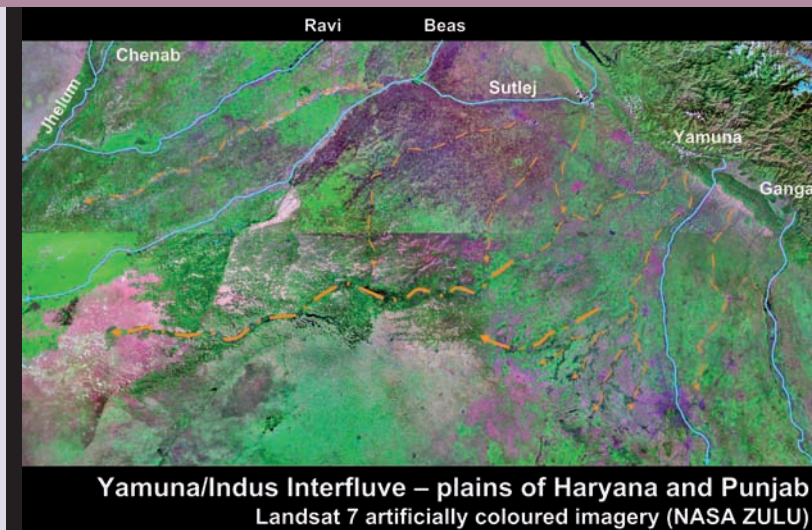 Ravi
Beas
Chenab
Jhelum
Sutlej
Yamuna
Ganga
Yamuna/Indus Interfluve – plains of Haryana and Punjab
Landsat 7 artificially coloured imagery (NASA ZULU)